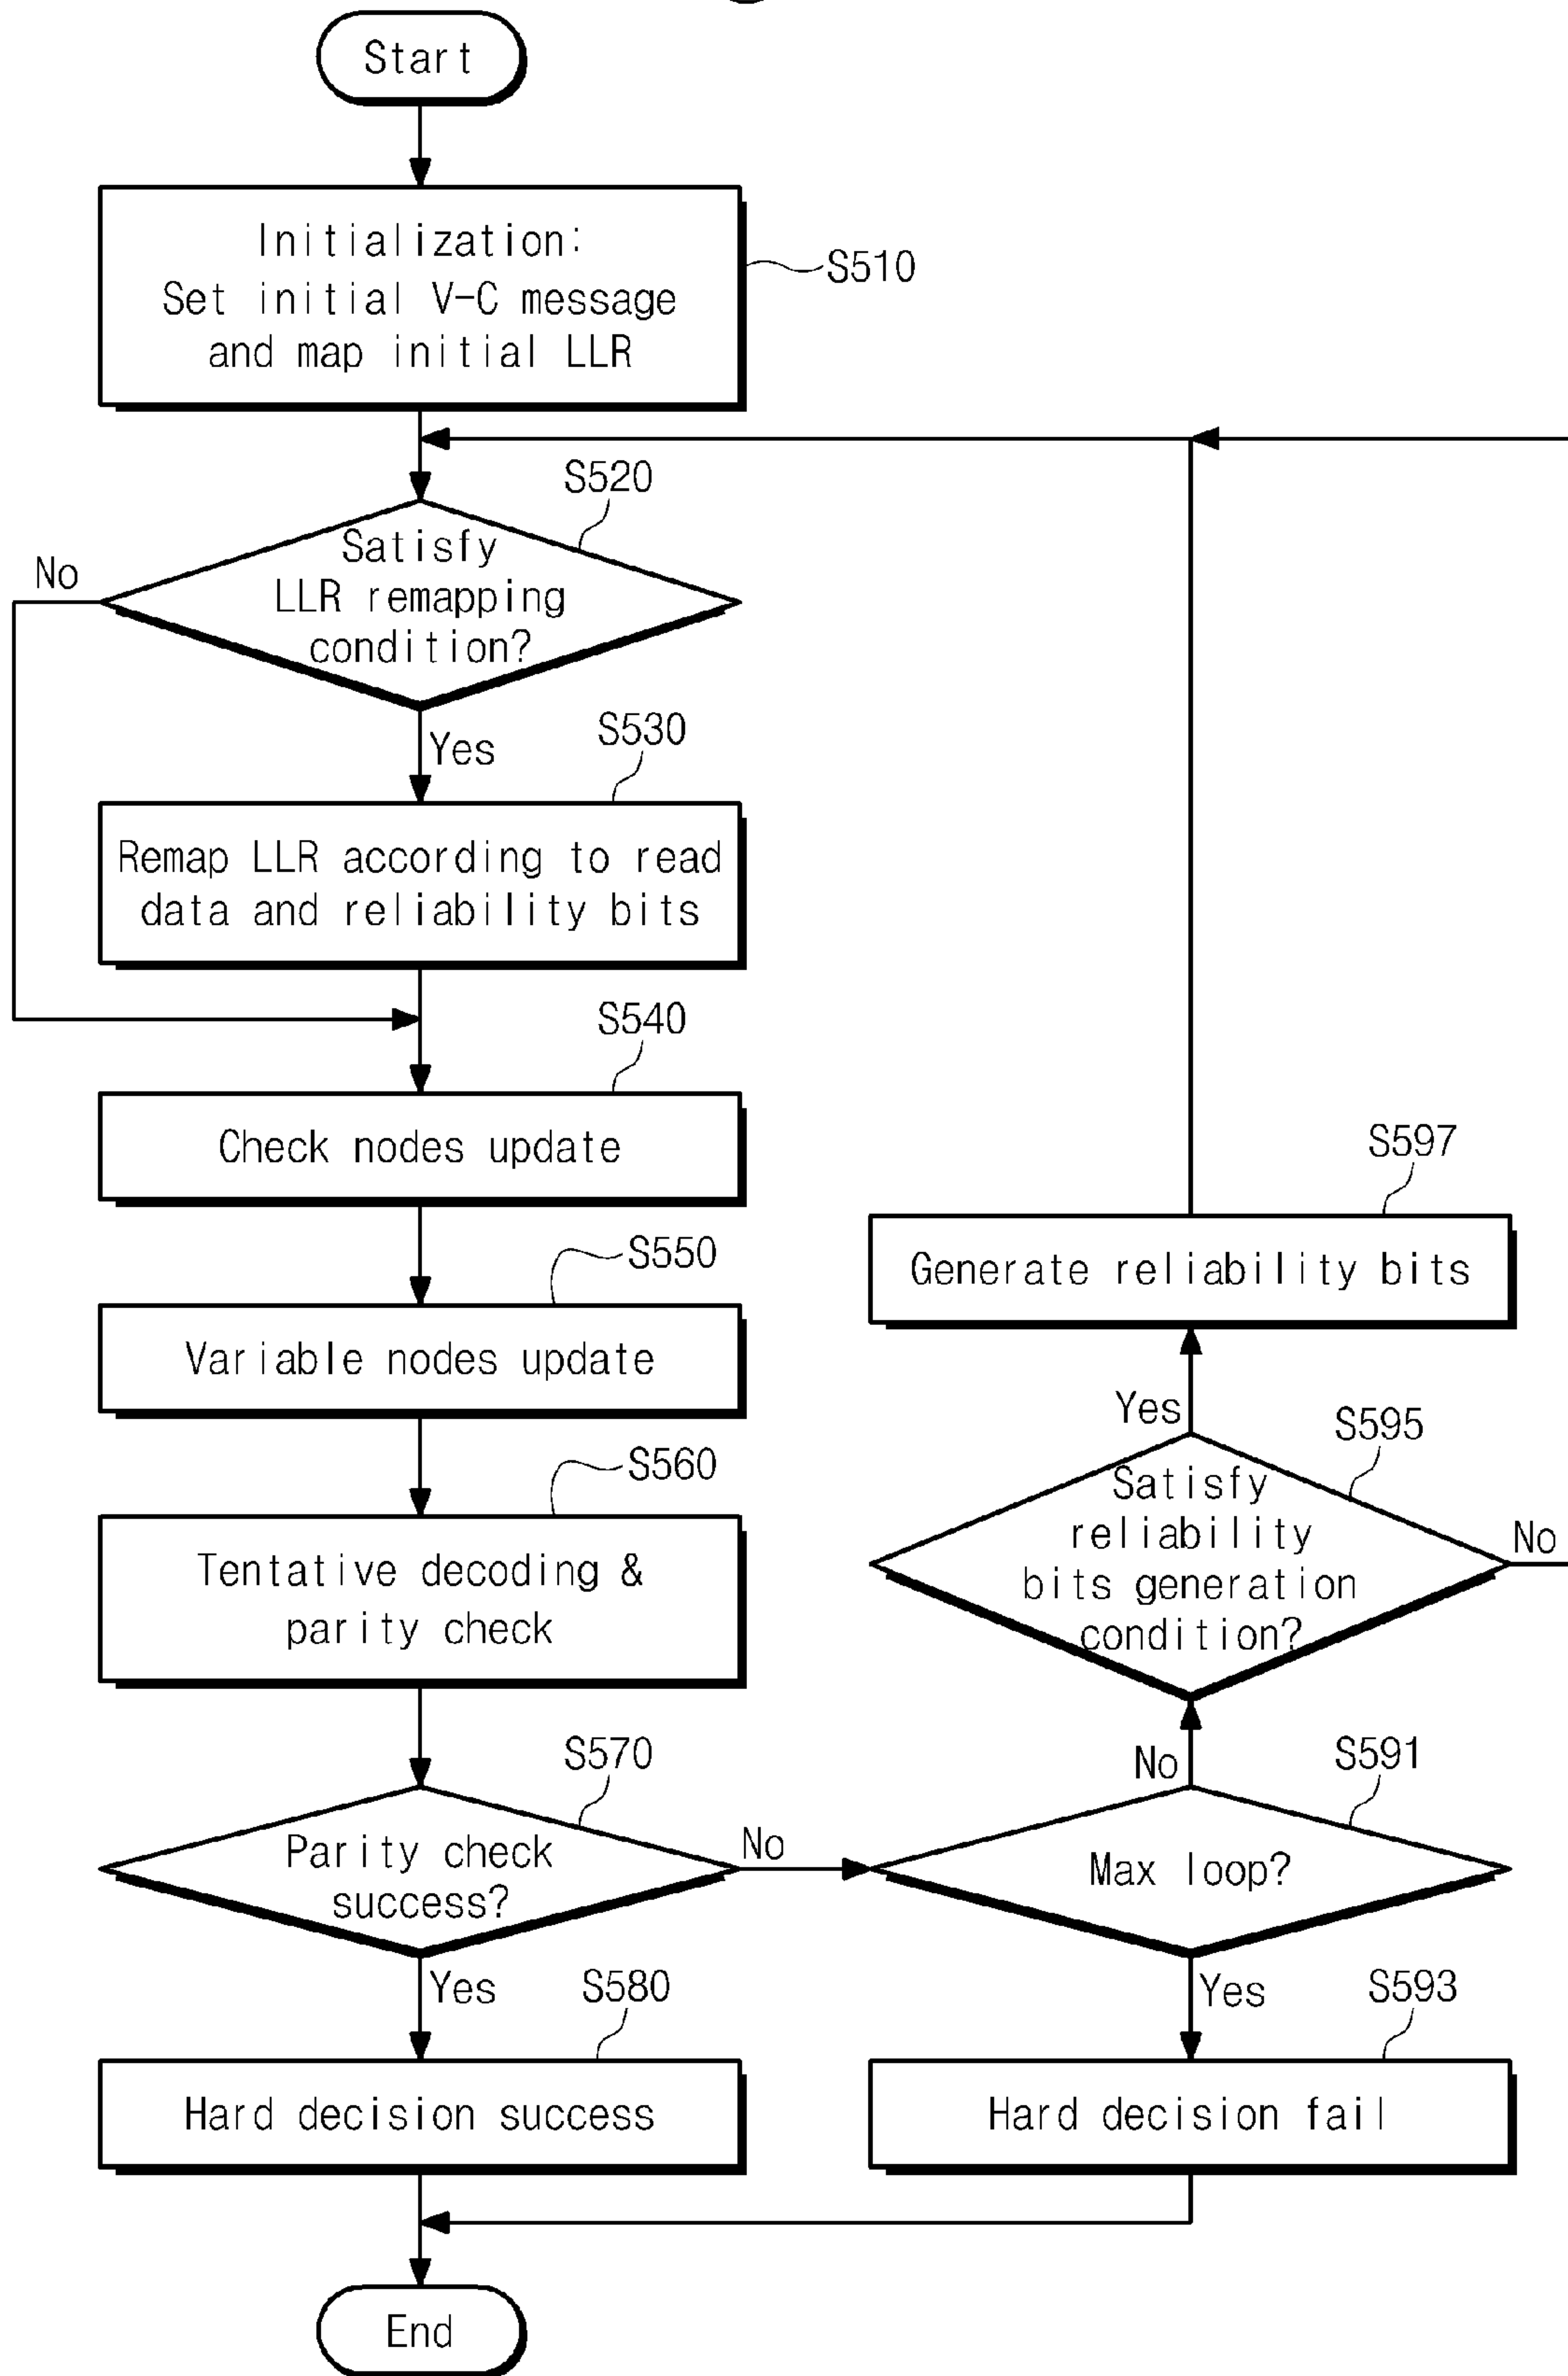 Start
Initialization:
Set initial V-C message
and map initial LLR
S510
S520
Satisfy
LLR remapping
condition?
No
Yes
S530
Remap LLR according to read
data and reliability bits
S540
Check nodes update
S550
Variable nodes update
S560
Tentative decoding &
parity check
S570
Parity check
success?
No
Yes
S580
Hard decision success
S597
Generate reliability bits
Yes
S595
Satisfy
reliability
bits generation
condition?
No
No
S591
Max loop?
Yes
S593
Hard decision fail
End